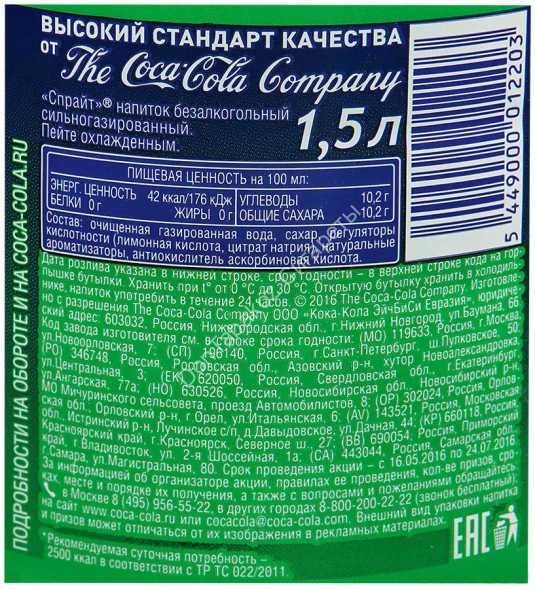 ВЫСОКИЙ СТАНДАРТ КАЧЕСТВА
ОТ The Coca-Cola Company
«Спрайт»® напиток безалкогольный
сильногазированный.
Пейте охлажденным.
1,5 л
5 449000 012203
ПИЩЕВАЯ ЦЕННОСТЬ на 100 мл:
ЭНЕРГ. ЦЕННОСТЬ 42 ккал/176 кДж УГЛЕВОДЫ 10,2 г
БЕЛКИ 0 г ЖИРЫ 0 г ОБЩИЕ САХАРА 10,2 г
Состав: очищенная газированная вода, сахар, регуляторы
кислотности (лимонная кислота, цитрат натрия), натуральные
ароматизаторы, антиокислитель аскорбиновая кислота.
Дата розлива указана в нижней строке, срок годности – в верхней строке кода на гор-
лышке бутылки. Хранить при t° от 0 °С до 30 °С. Открытую бутылку хранить в холодиль-
нике, напиток употребить в течение 24 часов. © 2016 The Coca-Cola Company. Изготовле-
но с разрешения The Coca-Cola Company ООО «Кока-Кола ЭйчБиСи Евразия», юридиче-
ский адрес: 603032, Россия, Нижегородская обл., г.Нижний Новгород, ул.Баумана, 66.
Код завода изготовителя см. в строке срока годности: (МО) 119633, Россия, г.Москва,
ул.Новоорловская, 7; (СП) 196140, Россия, г.Санкт-Петербург, ш.Пулковское, 50;
(РО) 346748, Россия, Ростовская обл., Азовский р-н, хутор Новоалександровка,
ул.Центральная, 3, (ЕК) 620050, Россия, Свердловская обл., г.Екатеринбург,
ул.Ангарская, 77а; (НО) 630526, Россия, Новосибирская обл., Новосибирский р-н,
МО Мичуринского сельсовета, проезд Автомобилистов, 8; (ОР) 302024, Россия, Орлов-
ская обл., Орловский р-н, г.Орел, ул.Итальянская, 6, (AV) 143521, Россия, Московская
обл., Истринский р-н, Лучинское с/п, д.Давыдовское, ул.Дачная, 44; (КР) 660118, Россия,
Красноярский край, г.Красноярск, Северное ш., 27; (ВВ) 690054, Россия, Приморский
край, г. Владивосток, ул. 2-я Шоссейная, 1а; (СА) 443044, Россия, Самарская обл.,
г.Самара, ул.Магистральная, 80. Срок проведения акции – с 16.05.2016 по 24.07.2016.
За информацией об организаторе акции, правилах ее проведения, кол-ве призов, сро-
ках, месте и порядке их получения, а также с вопросами и пожеланиями обращайтесь:
в Москве 8 (495) 956-55-22, в других городах 8-800-200-22-22 (звонок бесплатный).
на www.coca-cola.ru или cocacola@coca-cola.com. Внешний вид упаковки напитка
и призов может отличаться от их изображения в рекламных материалах.
*Рекомендуемая суточная потребность –
2500 ккал в соответствии с ТР ТС 022/2011.
ЕАС
ПОДРОБНОСТИ НА ОБОРОТЕ И НА COCA-COLA.RU